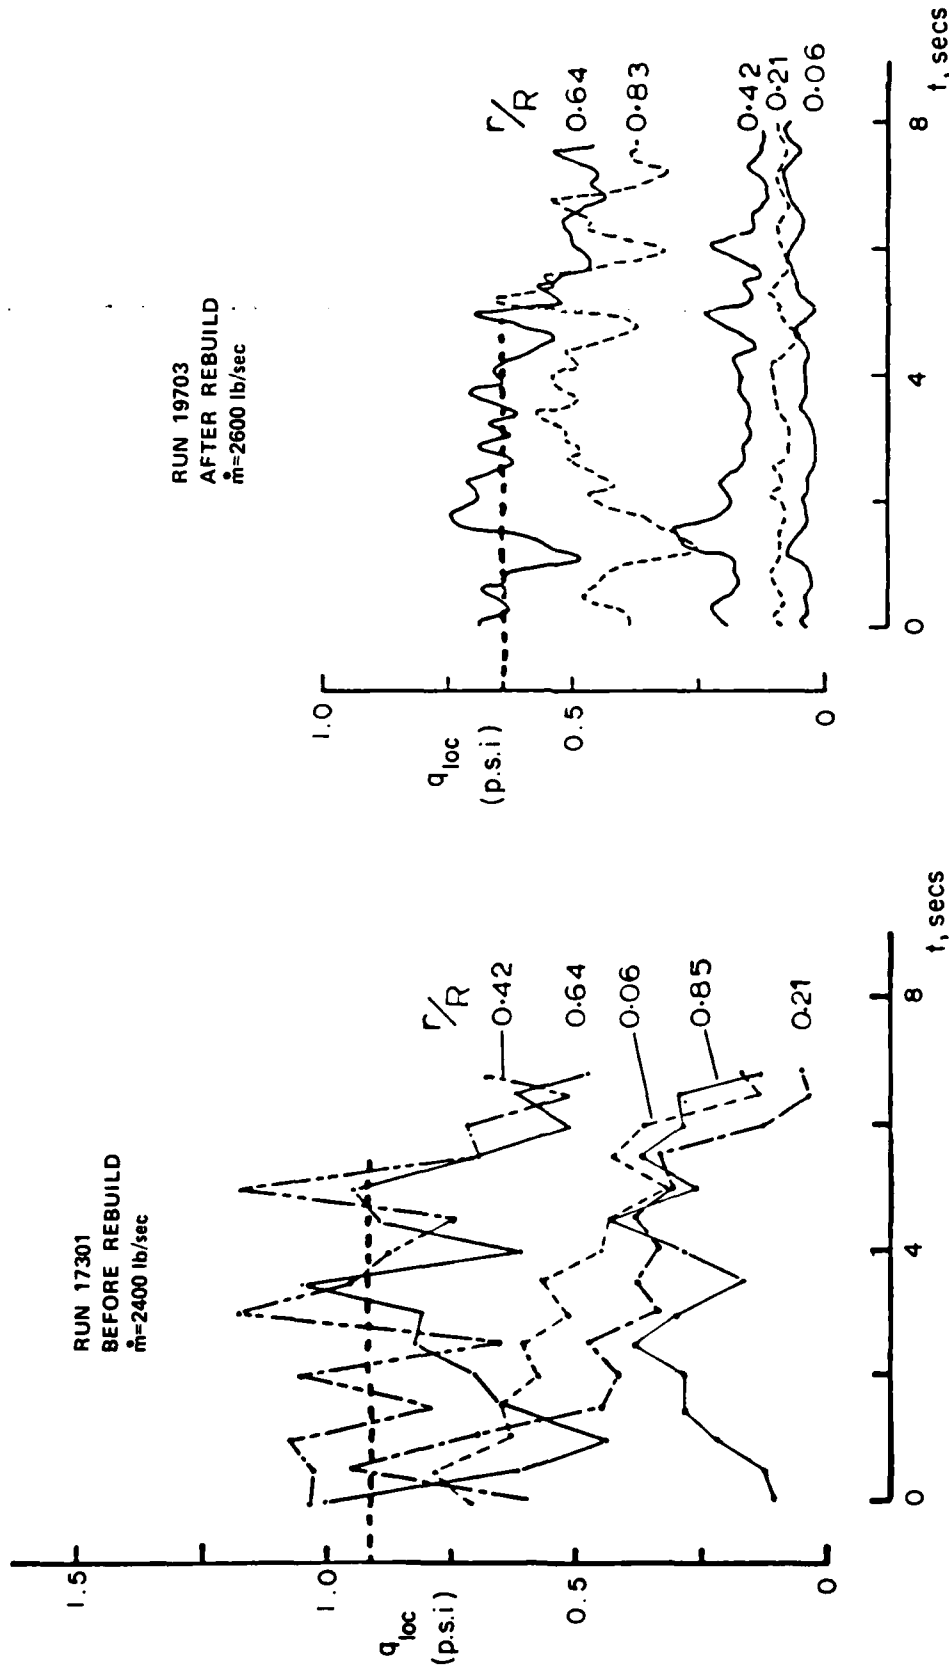 RUN 17301
BEFORE REBUILD
ṁ=2400 lb/sec
1.5
1.0
q_loc
(p.s.i)
0.5
0
r/R
0.42
0.64
0.06
0.85
0.21
0
4
8
t, secs
RUN 19703
AFTER REBUILD
ṁ=2600 lb/sec
1.0
q_loc
(p.s.i)
0.5
0
r/R
0.64
0.83
0.42
0.21
0.06
0
4
8
t, secs